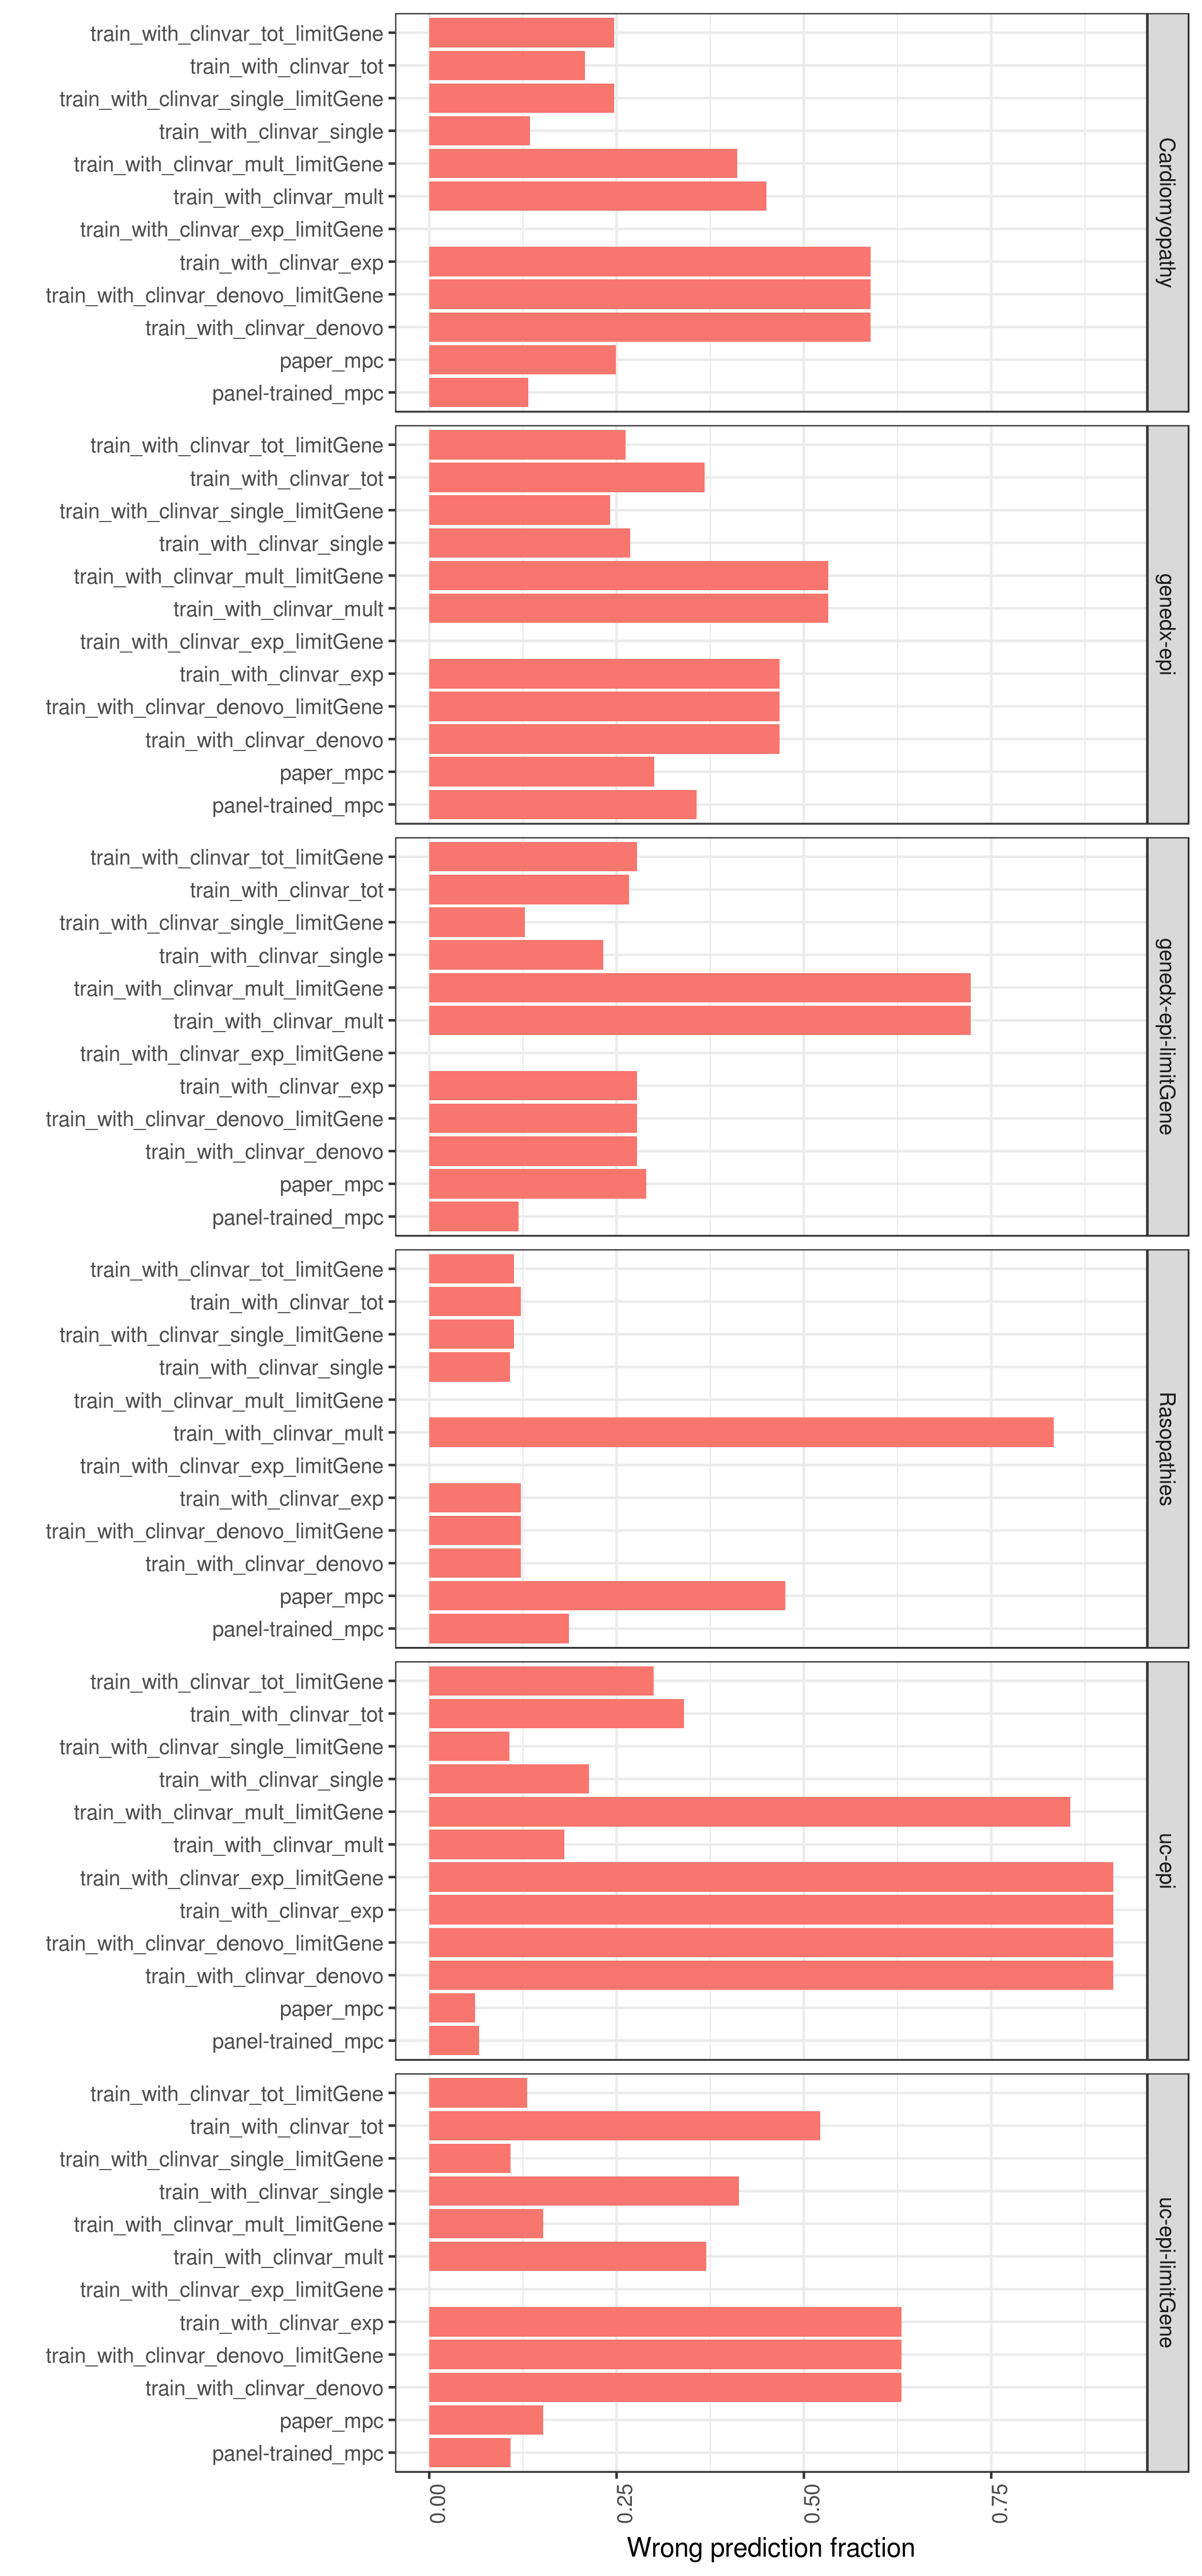 train_with_clinvar_tot_limitGene
train_with_clinvar_tot
train_with_clinvar_single_limitGene
train_with_clinvar_single
train_with_clinvar_mult_limitGene
train_with_clinvar_mult
train_with_clinvar_exp_limitGene
train_with_clinvar_exp
train_with_clinvar_denovo_limitGene
train_with_clinvar_denovo
paper_mpc
panel-trained_mpc
Cardiomyopathy
train_with_clinvar_tot_limitGene
train_with_clinvar_tot
train_with_clinvar_single_limitGene
train_with_clinvar_single
train_with_clinvar_mult_limitGene
train_with_clinvar_mult
train_with_clinvar_exp_limitGene
train_with_clinvar_exp
train_with_clinvar_denovo_limitGene
train_with_clinvar_denovo
paper_mpc
panel-trained_mpc
genedx-epi
train_with_clinvar_tot_limitGene
train_with_clinvar_tot
train_with_clinvar_single_limitGene
train_with_clinvar_single
train_with_clinvar_mult_limitGene
train_with_clinvar_mult
train_with_clinvar_exp_limitGene
train_with_clinvar_exp
train_with_clinvar_denovo_limitGene
train_with_clinvar_denovo
paper_mpc
panel-trained_mpc
genedx-epi-limitGene
train_with_clinvar_tot_limitGene
train_with_clinvar_tot
train_with_clinvar_single_limitGene
train_with_clinvar_single
train_with_clinvar_mult_limitGene
train_with_clinvar_mult
train_with_clinvar_exp_limitGene
train_with_clinvar_exp
train_with_clinvar_denovo_limitGene
train_with_clinvar_denovo
paper_mpc
panel-trained_mpc
Rasopathies
train_with_clinvar_tot_limitGene
train_with_clinvar_tot
train_with_clinvar_single_limitGene
train_with_clinvar_single
train_with_clinvar_mult_limitGene
train_with_clinvar_mult
train_with_clinvar_exp_limitGene
train_with_clinvar_exp
train_with_clinvar_denovo_limitGene
train_with_clinvar_denovo
paper_mpc
panel-trained_mpc
uc-epi
train_with_clinvar_tot_limitGene
train_with_clinvar_tot
train_with_clinvar_single_limitGene
train_with_clinvar_single
train_with_clinvar_mult_limitGene
train_with_clinvar_mult
train_with_clinvar_exp_limitGene
train_with_clinvar_exp
train_with_clinvar_denovo_limitGene
train_with_clinvar_denovo
paper_mpc
panel-trained_mpc
uc-epi-limitGene
0.00
0.25
0.50
0.75
Wrong prediction fraction